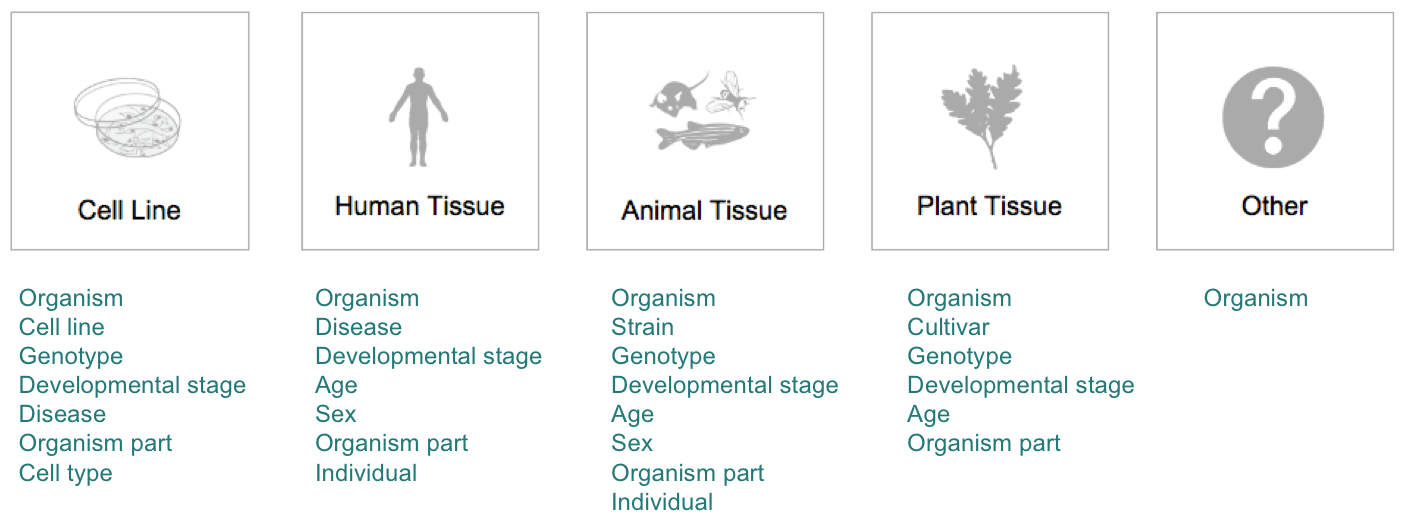 Cell Line
Human Tissue
Animal Tissue
Plant Tissue
Other
Organism
Cell line
Genotype
Developmental stage
Disease
Organism part
Cell type
Organism
Disease
Developmental stage
Age
Sex
Organism part
Individual
Organism
Strain
Genotype
Developmental stage
Age
Sex
Organism part
Individual
Organism
Cultivar
Genotype
Developmental stage
Age
Organism part
Organism